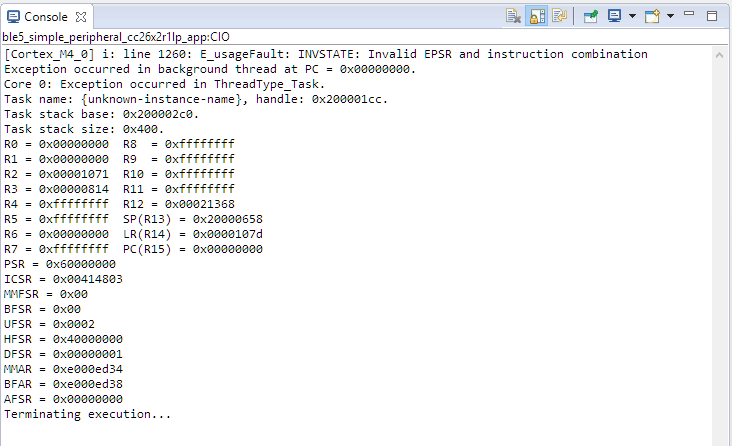 Console
ble5_simple_peripheral_cc26x2r1lp_app:CIO
[Cortex_M4_0] i: line 1260: E_usageFault: INVSTATE: Invalid EPSR and instruction combination
Exception occurred in background thread at PC = 0x00000000.
Core 0: Exception occurred in ThreadType_Task.
Task name: {unknown-instance-name}, handle: 0x200001cc.
Task stack base: 0x200002c0.
Task stack size: 0x400.
R0 = 0x00000000  R8  = 0xffffffff
R1 = 0x00000000  R9  = 0xffffffff
R2 = 0x00001071  R10 = 0xffffffff
R3 = 0x00000814  R11 = 0xffffffff
R4 = 0xffffffff  R12 = 0x00021368
R5 = 0xffffffff  SP(R13) = 0x20000658
R6 = 0x00000000  LR(R14) = 0x0000107d
R7 = 0xffffffff  PC(R15) = 0x00000000
PSR = 0x60000000
ICSR = 0x00414803
MMFSR = 0x00
BFSR = 0x00
UFSR = 0x0002
HFSR = 0x40000000
DFSR = 0x00000001
MMAR = 0xe000ed34
BFAR = 0xe000ed38
AFSR = 0x00000000
Terminating execution...